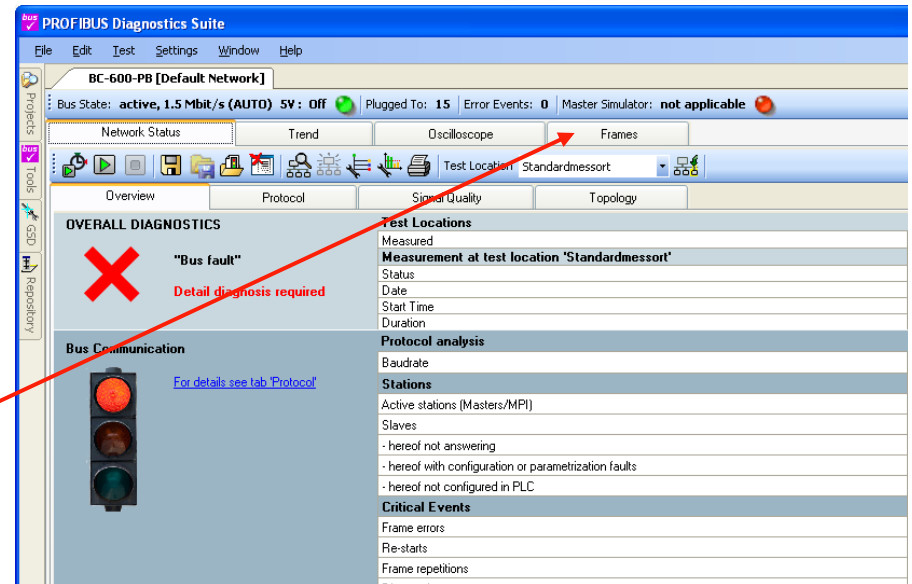 bus PROFIBUS Diagnostics Suite
File Edit Test Settings Window Help
BC-600-PB [Default Network]
Bus State: active, 1.5 Mbit/s (AUTO) 5V: Off Plugged To: 15 Error Events: 0 Master Simulator: not applicable
Projects
bus Tools
GSD
Repository
Network Status Trend Oscilloscope Frames
Test Location Standardmessort
Overview Protocol Signal Quality Topology
OVERALL DIAGNOSTICS
"Bus fault"
Detail diagnosis required
Bus Communication
For details see tab 'Protocol'
Test Locations
Measured
Measurement at test location 'Standardmessort'
Status
Date
Start Time
Duration
Protocol analysis
Baudrate
Stations
Active stations (Masters/MPI)
Slaves
- hereof not answering
- hereof with configuration or parametrization faults
- hereof not configured in PLC
Critical Events
Frame errors
Re-starts
Frame repetitions